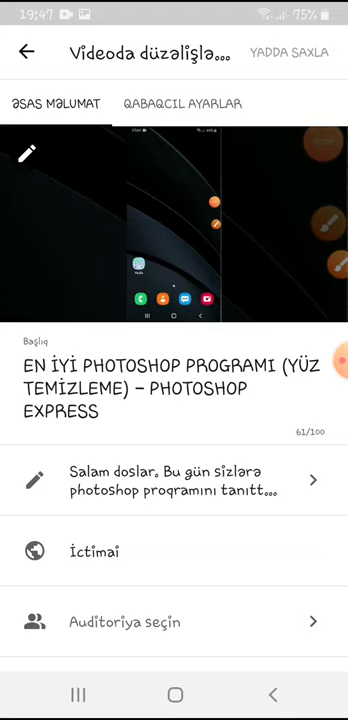 19:47 75%
Videoda düzəlişlə... YADDA SAXLA
ƏSAS MƏLUMAT QABAQCIL AYARLAR
Başlıq
EN İYİ PHOTOSHOP PROGRAMI (YÜZ
TEMİZLEME) – PHOTOSHOP
EXPRESS
61/100
Salam doslar. Bu gün sizlərə
photoshop proqramını tanıtt...
İctimai
Auditoriya seçin